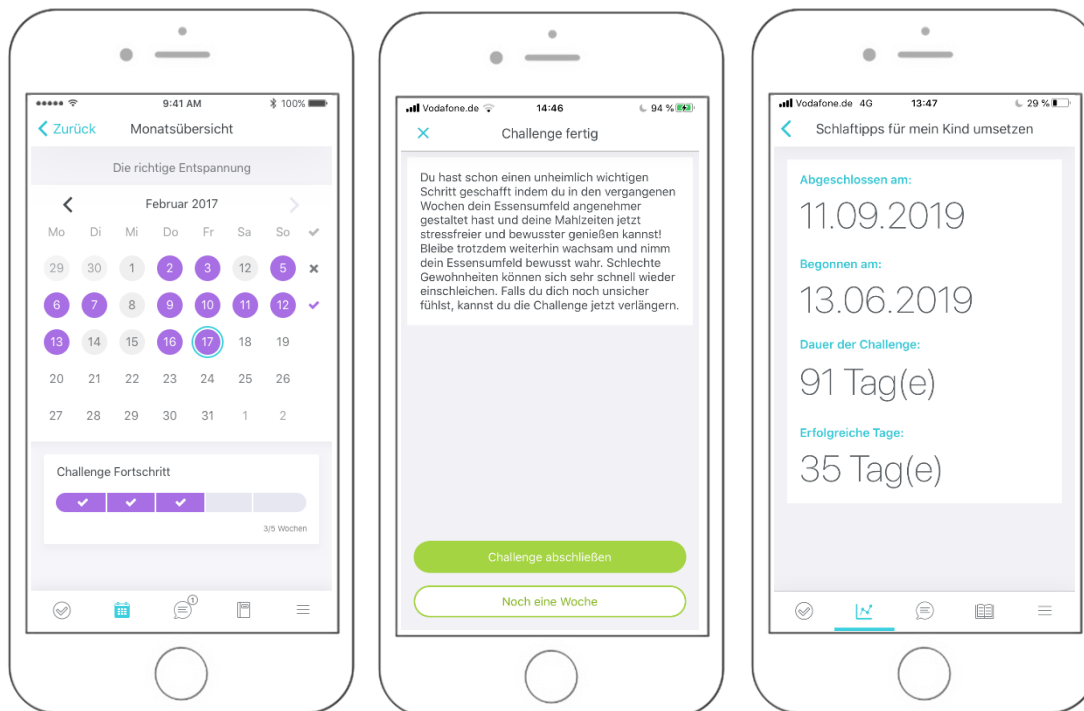 9:41 AM
100%
Zurück
Monatsübersicht
Die richtige Entspannung
Februar 2017
Mo Di Mi Do Fr Sa So
29 30 1 2 3 12 5
6 7 8 9 10 11 12
13 14 15 16 17 18 19
20 21 22 23 24 25 26
27 28 29 30 31 1 2
Challenge Fortschritt
3/5 Wochen
1
Vodafone.de
14:46
94 %
Challenge fertig
Du hast schon einen unheimlich wichtigen
Schritt geschafft indem du in den vergangenen
Wochen dein Essensumfeld angenehmer
gestaltet hast und deine Mahlzeiten jetzt
stressfreier und bewusster genießen kannst!
Bleibe trotzdem weiterhin wachsam und nimm
dein Essensumfeld bewusst wahr. Schlechte
Gewohnheiten können sich sehr schnell wieder
einschleichen. Falls du dich noch unsicher
fühlst, kannst du die Challenge jetzt verlängern.
Challenge abschließen
Noch eine Woche
Vodafone.de 4G
13:47
29 %
Schlaftipps für mein Kind umsetzen
Abgeschlossen am:
11.09.2019
Begonnen am:
13.06.2019
Dauer der Challenge:
91 Tag(e)
Erfolgreiche Tage:
35 Tag(e)